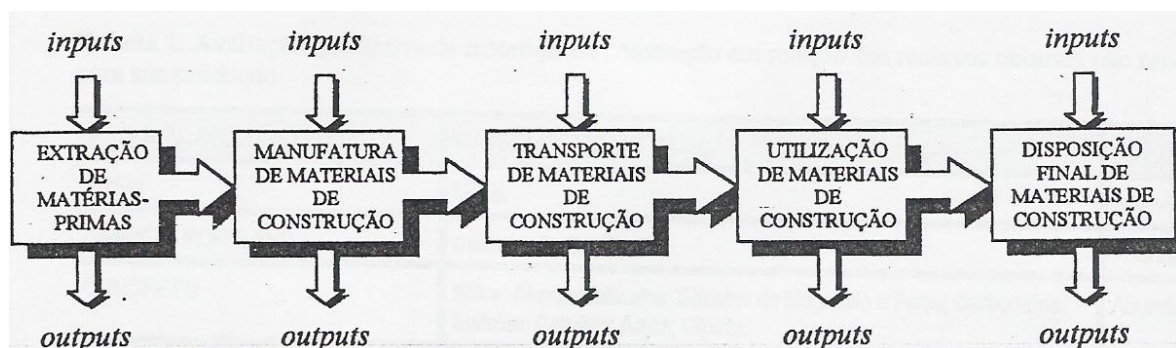 inputs inputs inputs inputs inputs
EXTRAÇÃO
DE
MATÉRIAS-
PRIMAS
MANUFATURA
DE MATERIAIS
DE
CONSTRUÇÃO
TRANSPORTE
DE MATERIAIS
DE
CONSTRUÇÃO
UTILIZAÇÃO
DE MATERIAIS
DE
CONSTRUÇÃO
DISPOSIÇÃO
FINAL DE
MATERIAIS DE
CONSTRUÇÃO
outputs outputs outputs outputs outputs